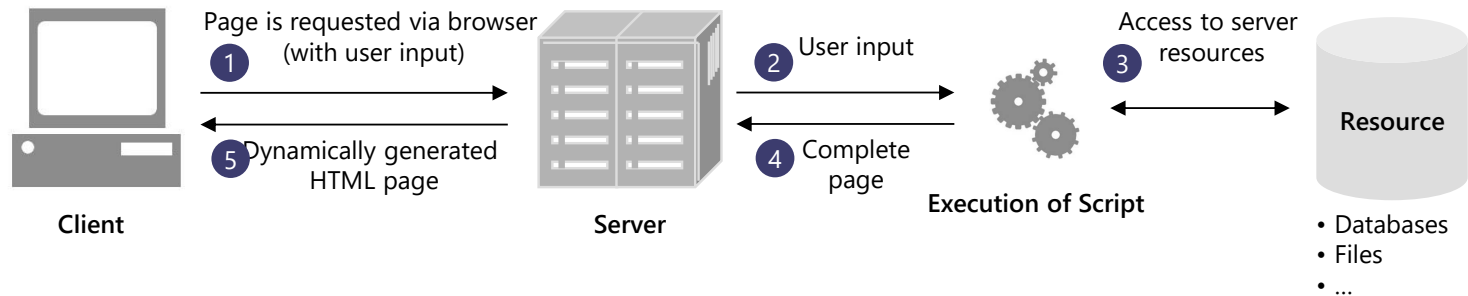 Page is requested via browser
(with user input)
1
2
User input
3
Access to server
resources
Resource
5
Dynamically generated
HTML page
4
Complete
page
Client
Server
Execution of Script
• Databases
• Files
• ...